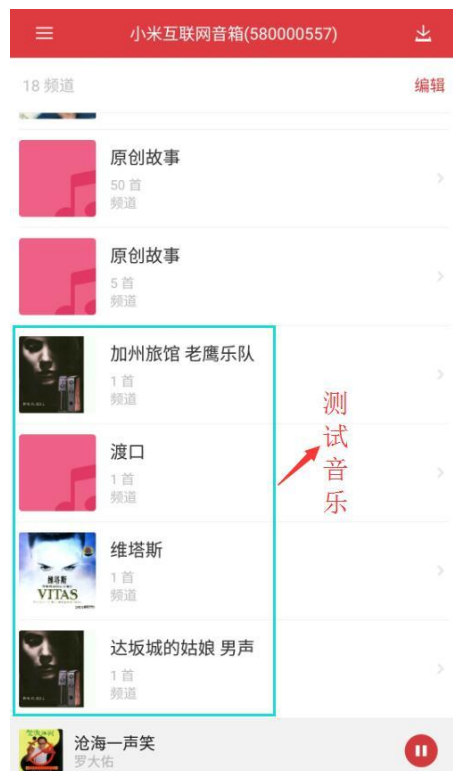 小米互联网音箱(580000557)
18 频道
编辑
原创故事
50 首
频道
原创故事
5 首
频道
加州旅馆 老鹰乐队
1 首
频道
渡口
1 首
频道
测试音乐
维塔斯
1 首
频道
维塔斯
VITAS
达坂城的姑娘 男声
1 首
频道
沧海一声笑
罗大佑